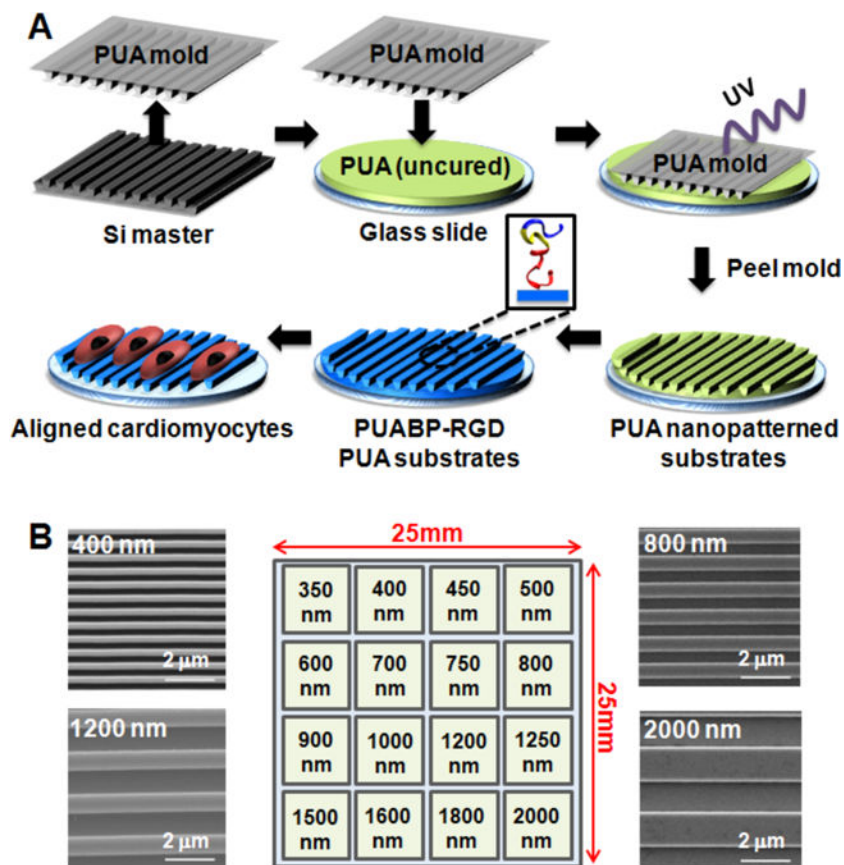 A
PUA mold
PUA mold
UV
PUA (uncured)
PUA mold
Si master
Glass slide
Peel mold
Aligned cardiomyocytes
PUABP-RGD
PUA substrates
PUA nanopatterned
substrates
B
400 nm
2 μm
1200 nm
2 μm
25mm
350
nm
400
nm
450
nm
500
nm
600
nm
700
nm
750
nm
800
nm
900
nm
1000
nm
1200
nm
1250
nm
1500
nm
1600
nm
1800
nm
2000
nm
25mm
800 nm
2 μm
2000 nm
2 μm